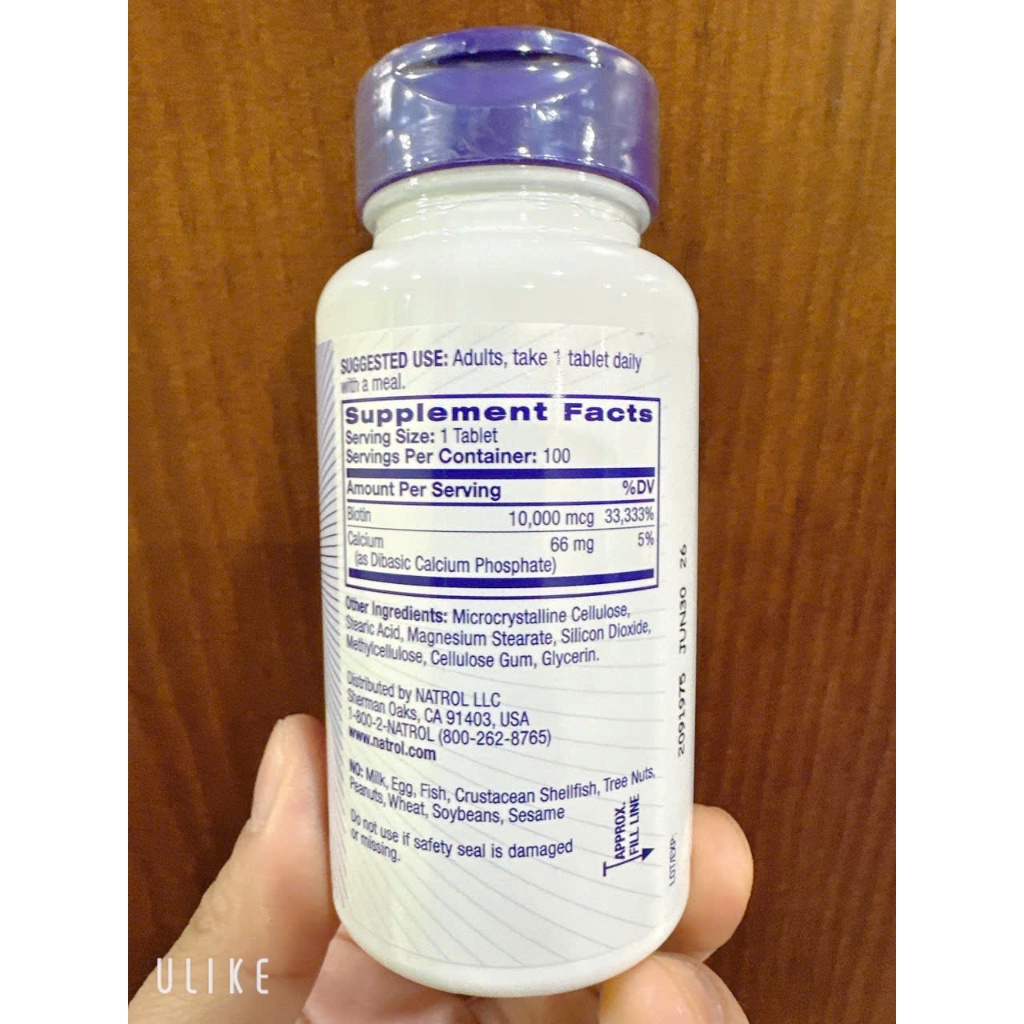 SUGGESTED USE: Adults, take 1 tablet daily
with a meal.
Supplement Facts
Serving Size: 1 Tablet
Servings Per Container: 100
Amount Per Serving %DV
Biotin 10,000 mcg 33,333%
Calcium 66 mg 5%
(as Dibasic Calcium Phosphate)
Other Ingredients: Microcrystalline Cellulose,
Stearic Acid, Magnesium Stearate, Silicon Dioxide,
Methylcellulose, Cellulose Gum, Glycerin.
Distributed by NATROL LLC
Sherman Oaks, CA 91403, USA
1-800-2-NATROL (800-262-8765)
www.natrol.com
NO: Milk, Egg, Fish, Crustacean Shellfish, Tree Nuts,
Peanuts, Wheat, Soybeans, Sesame
Do not use if safety seal is damaged
or missing.
APPROX.
FILL LINE
LOT/EXP:
2091975 JUN30 26
ULIKE